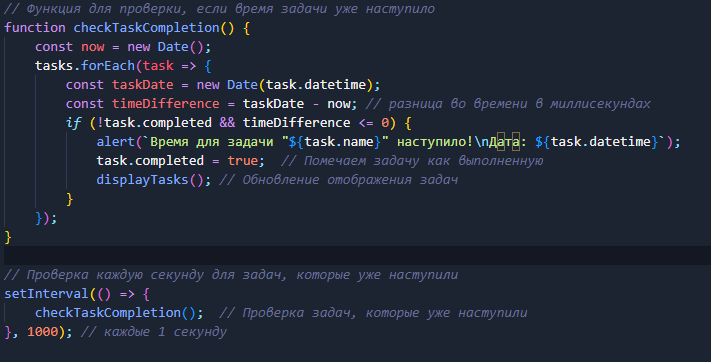 // Функция для проверки, если время задачи уже наступило
function checkTaskCompletion() {
    const now = new Date();
    tasks.forEach(task => {
        const taskDate = new Date(task.datetime);
        const timeDifference = taskDate - now; // разница во времени в миллисекундах
        if (!task.completed && timeDifference <= 0) {
            alert(`Время для задачи "${task.name}" наступило!\nДата: ${task.datetime}`);
            task.completed = true;  // Помечаем задачу как выполненную
            displayTasks(); // Обновление отображения задач
        }
    });
}
// Проверка каждую секунду для задач, которые уже наступили
setInterval(() => {
    checkTaskCompletion();  // Проверка задач, которые уже наступили
}, 1000); // каждые 1 секунду